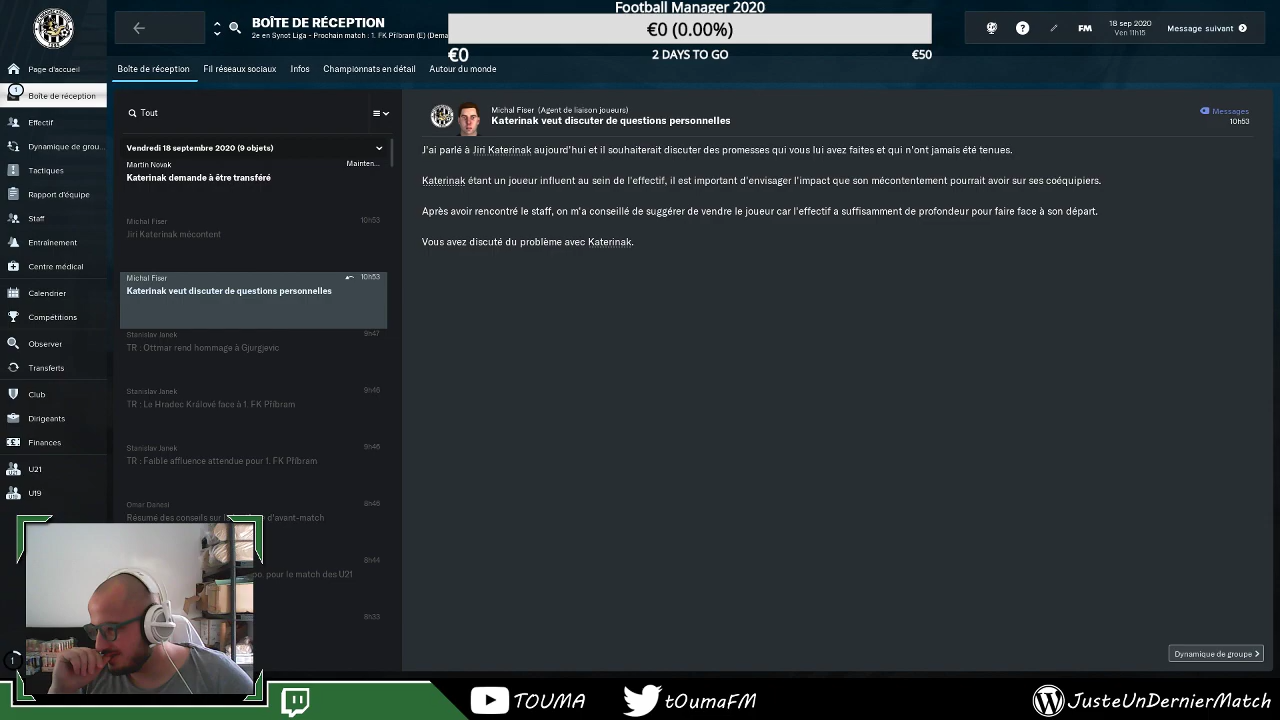 Football Manager 2020
BOÎTE DE RÉCEPTION
2e en Synot Liga - Prochain match : 1. FK Příbram (E) (Dema
€0 (0.00%)
€0
2 DAYS TO GO
€50
18 sep 2020
Ven 11h15
FM
Message suivant
Boîte de réception
Fil réseaux sociaux
Infos
Championnats en détail
Autour du monde
Page d'accueil
1
Boîte de réception
Effectif
Dynamique de grou...
Tactiques
Rapport d'équipe
Staff
Entraînement
Centre médical
Calendrier
Compétitions
Observer
Transferts
Club
Dirigeants
Finances
U21
U19
Tout
Vendredi 18 septembre 2020 (9 objets)
Martin Novak
Mainten...
Katerinak demande à être transféré
Michal Fiser
10h53
Jiri Katerinak mécontent
Michal Fiser
10h53
Katerinak veut discuter de questions personnelles
Stanislav Janek
9h47
TR : Ottmar rend hommage à Gjurgjevic
Stanislav Janek
9h46
TR : Le Hradec Králové face à 1. FK Příbram
Stanislav Janek
9h46
TR : Faible affluence attendue pour 1. FK Příbram
Omar Danesi
8h46
Résumé des conseils sur la d'avant-match
8h44
po. pour le match des U21
8h33
Michal Fiser (Agent de liaison joueurs)
Katerinak veut discuter de questions personnelles
Messages
10h53
J'ai parlé à Jiri Katerinak aujourd'hui et il souhaiterait discuter des promesses qui vous lui avez faites et qui n'ont jamais été tenues.
Katerinak étant un joueur influent au sein de l'effectif, il est important d'envisager l'impact que son mécontentement pourrait avoir sur ses coéquipiers.
Après avoir rencontré le staff, on m'a conseillé de suggérer de vendre le joueur car l'effectif a suffisamment de profondeur pour faire face à son départ.
Vous avez discuté du problème avec Katerinak.
Dynamique de groupe
1
TOUMA
tOumaFM
JusteUnDernierMatch